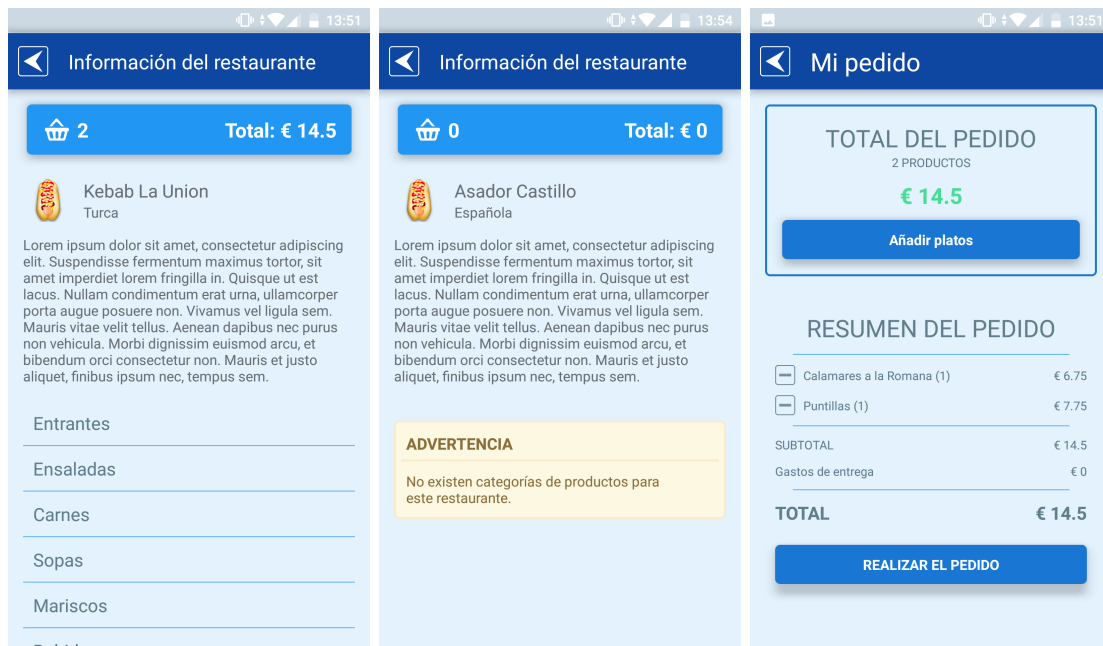 13:51
Información del restaurante
2 Total: € 14.5
Kebab La Union
Turca
Lorem ipsum dolor sit amet, consectetur adipiscing
elit. Suspendisse fermentum maximus tortor, sit
amet imperdiet lorem fringilla in. Quisque ut est
lacus. Nullam condimentum erat urna, ullamcorper
porta augue posuere non. Vivamus vel ligula sem.
Mauris vitae velit tellus. Aenean dapibus nec purus
non vehicula. Morbi dignissim euismod arcu, et
bibendum orci consectetur non. Mauris et justo
aliquet, finibus ipsum nec, tempus sem.
Entrantes
Ensaladas
Carnes
Sopas
Mariscos
13:54
Información del restaurante
0 Total: € 0
Asador Castillo
Española
Lorem ipsum dolor sit amet, consectetur adipiscing
elit. Suspendisse fermentum maximus tortor, sit
amet imperdiet lorem fringilla in. Quisque ut est
lacus. Nullam condimentum erat urna, ullamcorper
porta augue posuere non. Vivamus vel ligula sem.
Mauris vitae velit tellus. Aenean dapibus nec purus
non vehicula. Morbi dignissim euismod arcu, et
bibendum orci consectetur non. Mauris et justo
aliquet, finibus ipsum nec, tempus sem.
ADVERTENCIA
No existen categorías de productos para
este restaurante.
13:51
Mi pedido
TOTAL DEL PEDIDO
2 PRODUCTOS
€ 14.5
Añadir platos
RESUMEN DEL PEDIDO
Calamares a la Romana (1) € 6.75
Puntillas (1) € 7.75
SUBTOTAL € 14.5
Gastos de entrega € 0
TOTAL € 14.5
REALIZAR EL PEDIDO